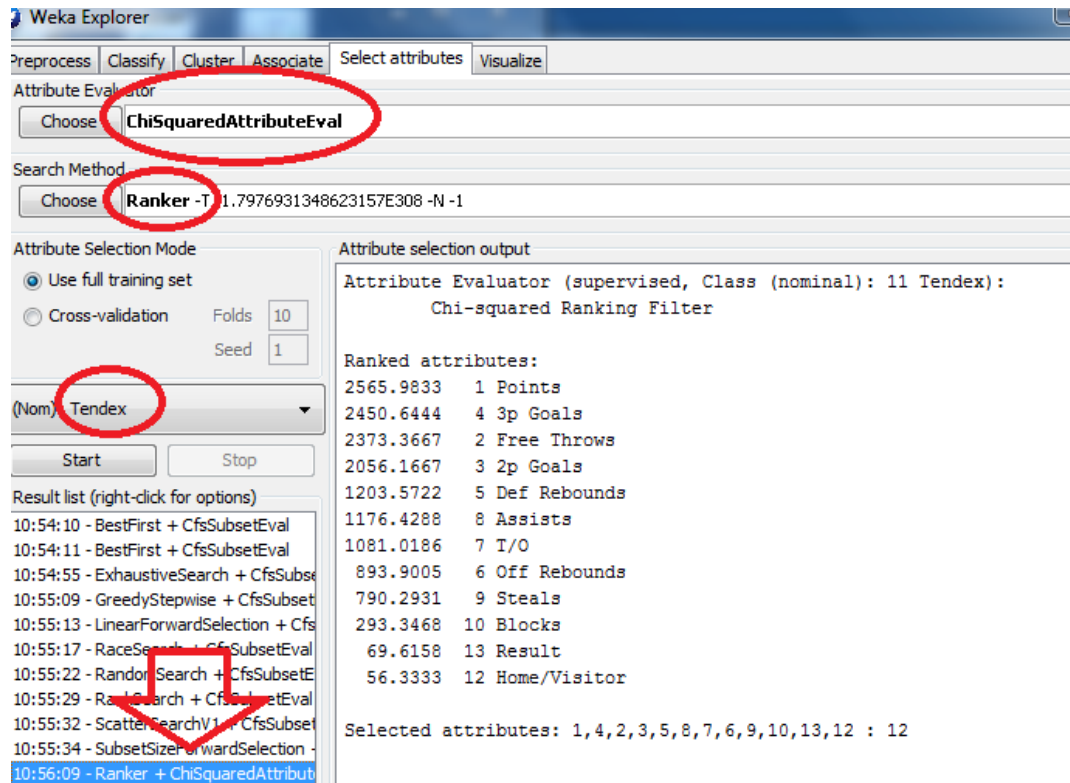 Weka Explorer
Preprocess Classify Cluster Associate Select attributes Visualize
Attribute Evaluator
Choose ChiSquaredAttributeEval
Search Method
Choose Ranker -T 1.7976931348623157E308 -N -1
Attribute Selection Mode
Use full training set
Cross-validation Folds 10
Seed 1
(Nom) Tendex
Start Stop
Result list (right-click for options)
10:54:10 - BestFirst + CfsSubsetEval
10:54:11 - BestFirst + CfsSubsetEval
10:54:55 - ExhaustiveSearch + CfsSubse
10:55:09 - GreedyStepwise + CfsSubset
10:55:13 - LinearForwardSelection + Cfs
10:55:17 - RaceSearch + CfsSubsetEval
10:55:22 - RandomSearch + CfsSubsetE
10:55:29 - RankSearch + CfsSubsetEval
10:55:32 - ScatterSearchV1 + CfsSubset
10:55:34 - SubsetSizeForwardSelection -
10:56:09 - Ranker + ChiSquaredAttribut
Attribute selection output
Attribute Evaluator (supervised, Class (nominal): 11 Tendex):
Chi-squared Ranking Filter
Ranked attributes:
2565.9833 1 Points
2450.6444 4 3p Goals
2373.3667 2 Free Throws
2056.1667 3 2p Goals
1203.5722 5 Def Rebounds
1176.4288 8 Assists
1081.0186 7 T/O
893.9005 6 Off Rebounds
790.2931 9 Steals
293.3468 10 Blocks
69.6158 13 Result
56.3333 12 Home/Visitor
Selected attributes: 1,4,2,3,5,8,7,6,9,10,13,12 : 12